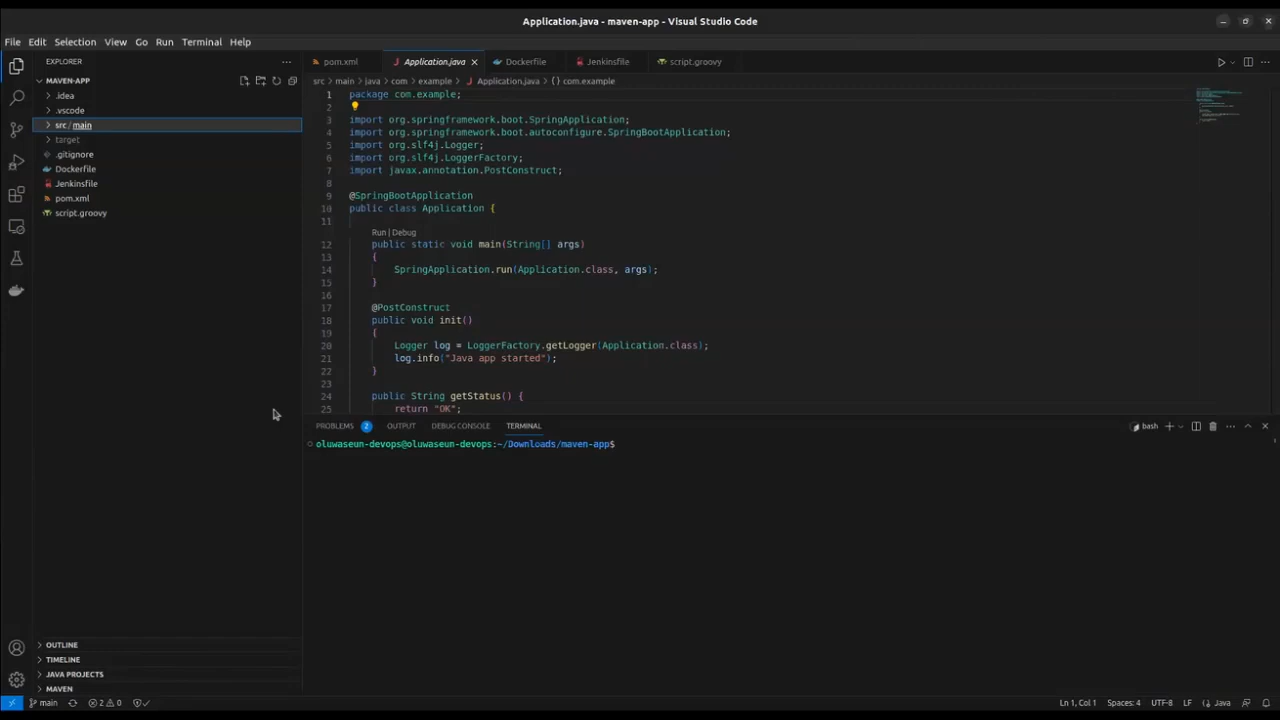 Application.java - maven-app - Visual Studio Code
File Edit Selection View Go Run Terminal Help
EXPLORER
MAVEN-APP
.idea
.vscode
src / main
target
.gitignore
Dockerfile
Jenkinsfile
pom.xml
script.groovy
OUTLINE
TIMELINE
JAVA PROJECTS
MAVEN
pom.xml Application.java Dockerfile Jenkinsfile script.groovy
src > main > java > com > example > Application.java > {} com.example
1 package com.example;
2
3 import org.springframework.boot.SpringApplication;
4 import org.springframework.boot.autoconfigure.SpringBootApplication;
5 import org.slf4j.Logger;
6 import org.slf4j.LoggerFactory;
7 import javax.annotation.PostConstruct;
8
9 @SpringBootApplication
10 public class Application {
11
Run | Debug
12 public static void main(String[] args)
13 {
14 SpringApplication.run(Application.class, args);
15 }
16
17 @PostConstruct
18 public void init()
19 {
20 Logger log = LoggerFactory.getLogger(Application.class);
21 log.info("Java app started");
22 }
23
24 public String getStatus() {
25 return "OK";
PROBLEMS 2 OUTPUT DEBUG CONSOLE TERMINAL bash
oluwaseun-devops@oluwaseun-devops:~/Downloads/maven-app$
main 2 0 Ln 1, Col 1 Spaces: 4 UTF-8 LF {} Java